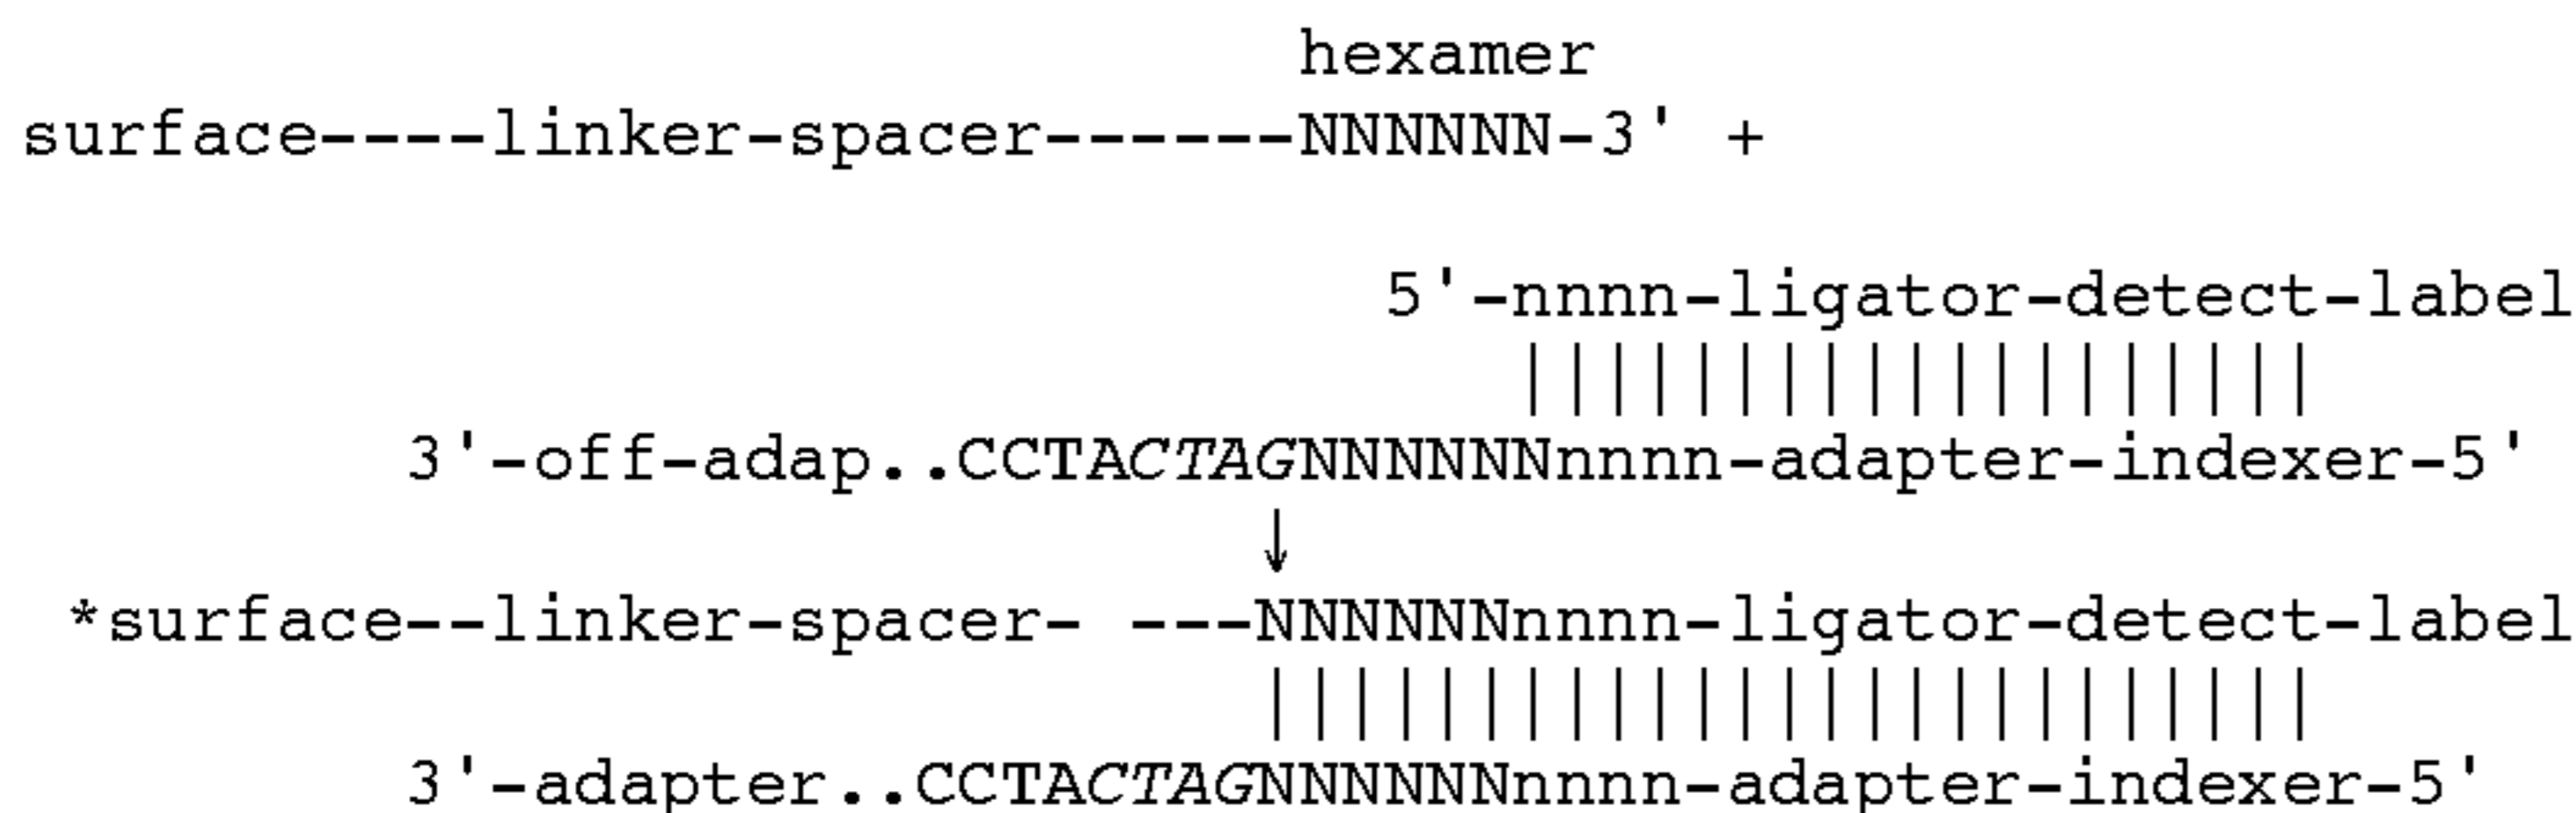 hexamer
surface----linker-spacer------NNNNNN-3' +
5'-nnnn-ligator-detect-label
|||||||||||||||||||
3'-off-adap..CCTACTAGNNNNNNnnnn-adapter-indexer-5'
↓
*surface--linker-spacer- ---NNNNNNnnnn-ligator-detect-label
|||||||||||||||||||||||||
3'-adapter..CCTACTAGNNNNNNnnnn-adapter-indexer-5'